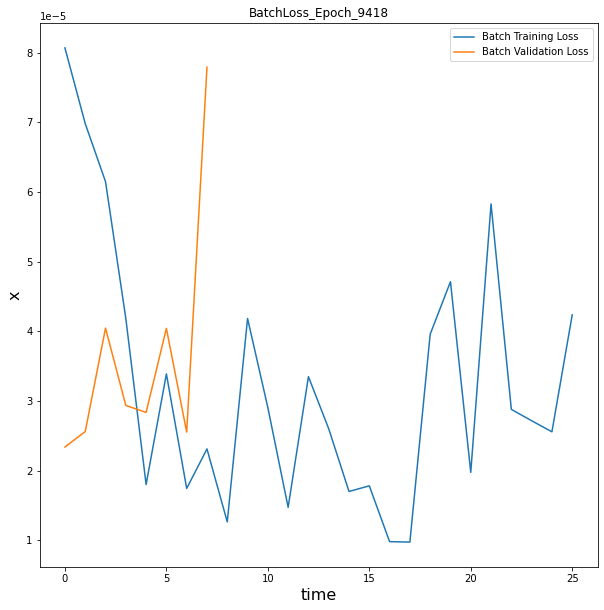 BatchLoss_Epoch_9418
1e−5
Batch Training Loss
Batch Validation Loss
8
7
6
5
4
3
2
1
x
0 5 10 15 20 25
time